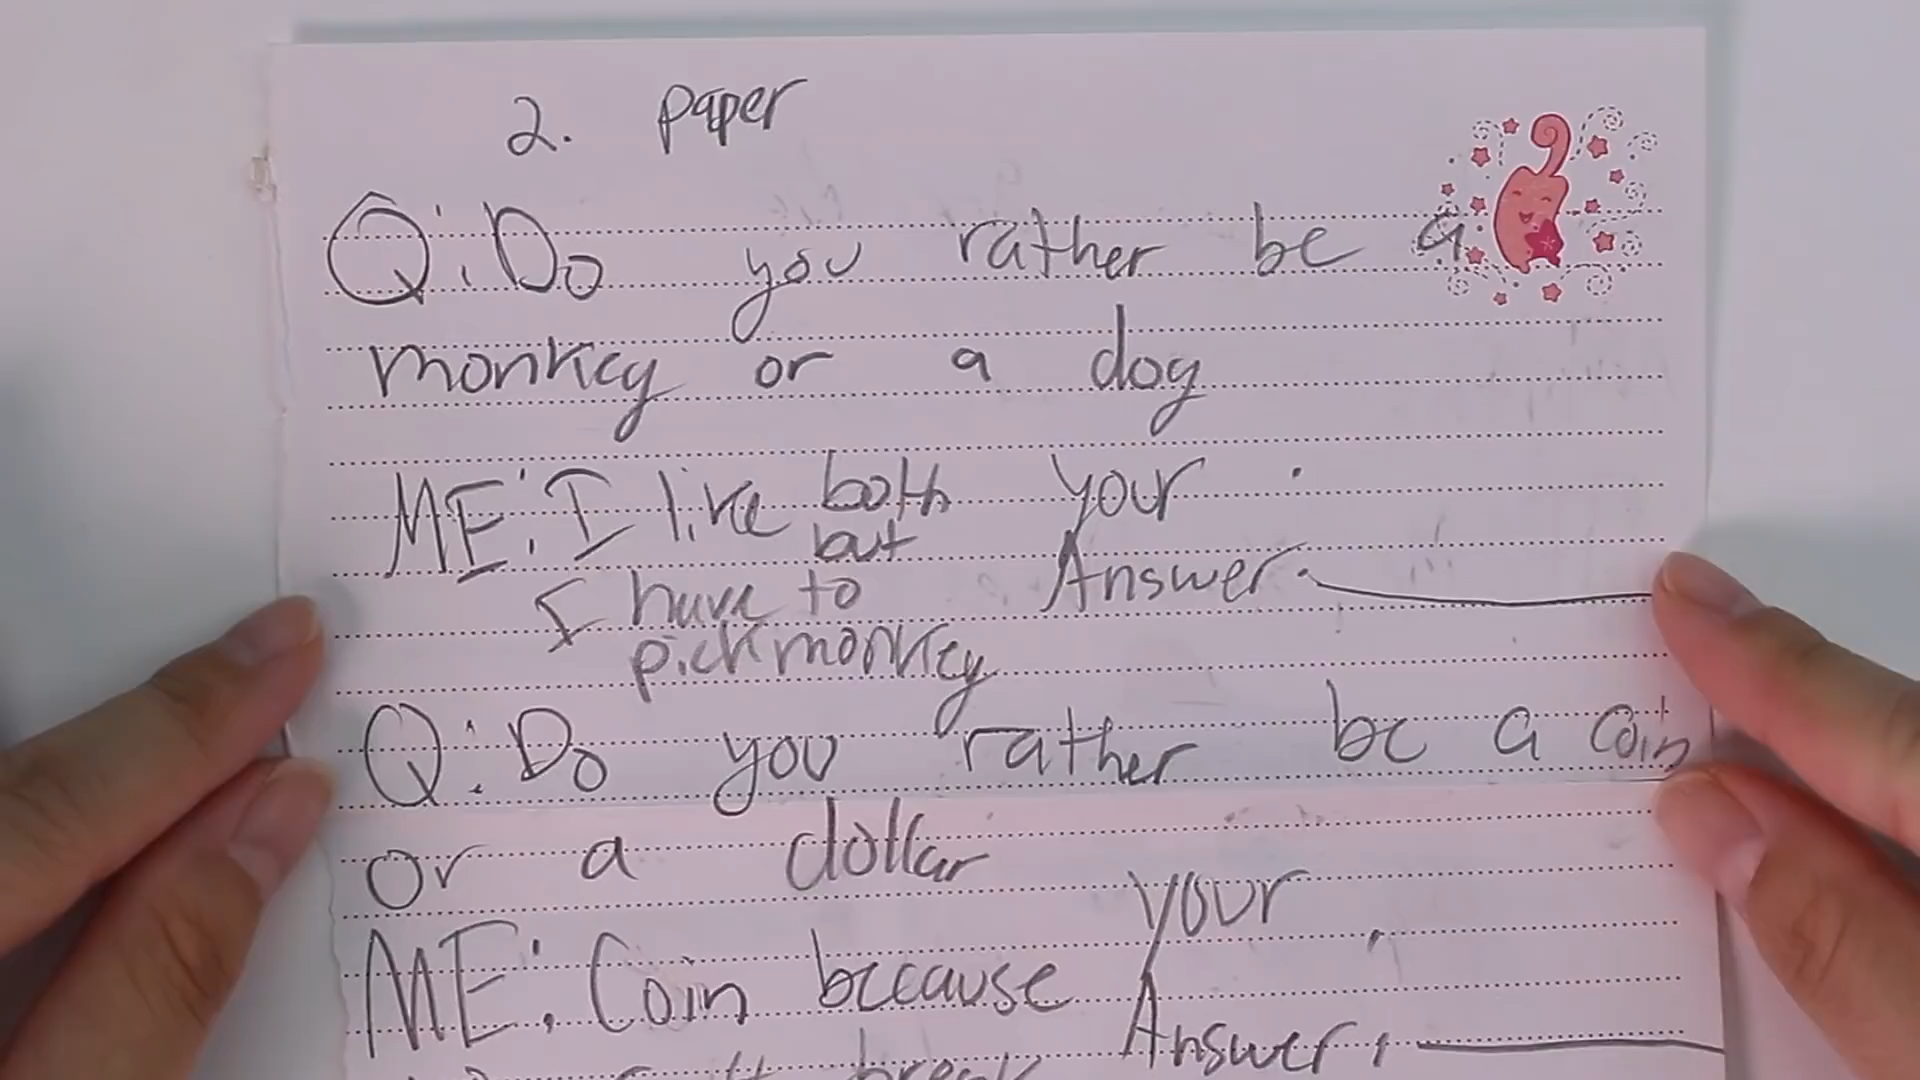 2. paper
Q: Do you rather be a
monkey or a dog
ME: I like both
but
I have to
pick monkey
your
Answer:
Q: Do you rather be a coin
or a dollar
ME: Coin because
your
Answer:
break